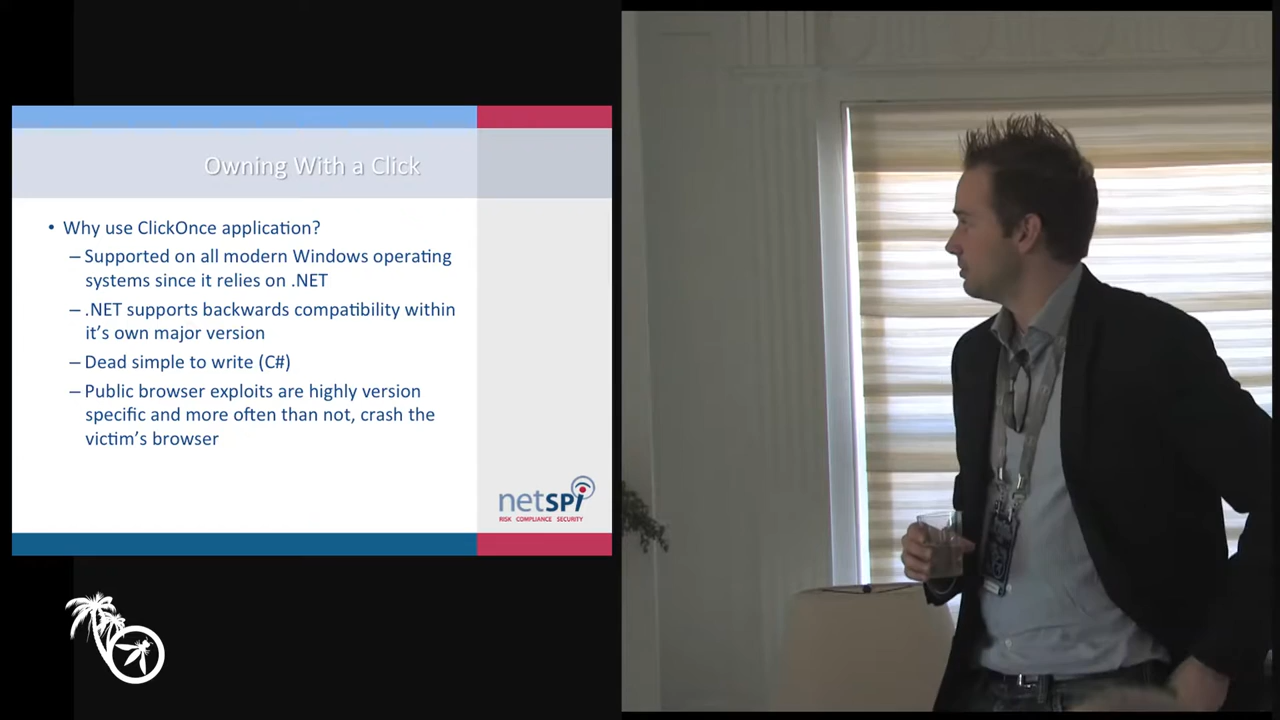 Owning With a Click
• Why use ClickOnce application?
– Supported on all modern Windows operating
systems since it relies on .NET
– .NET supports backwards compatibility within
it's own major version
– Dead simple to write (C#)
– Public browser exploits are highly version
specific and more often than not, crash the
victim's browser
netSPi
RISK COMPLIANCE SECURITY